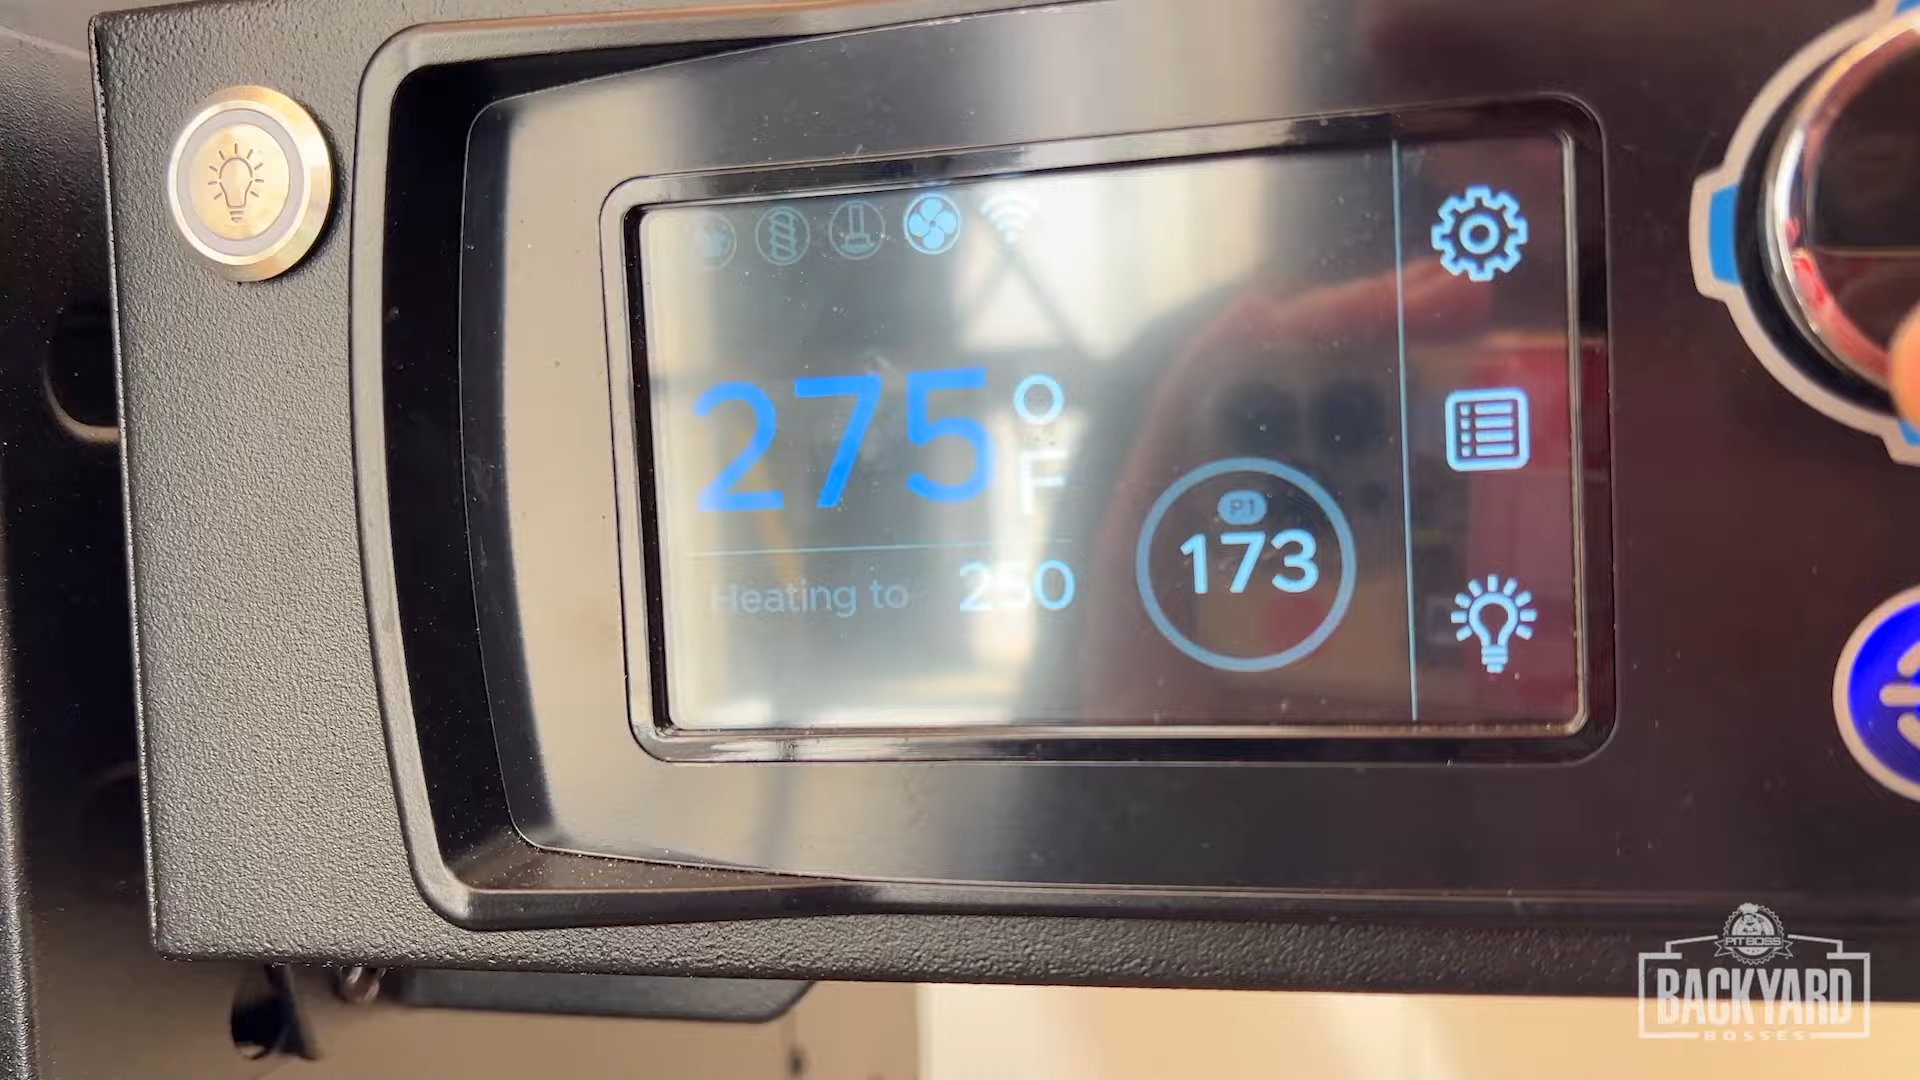 275°F
Heating to 250
P1
173
PIT BOSS
BACKYARD
BOSSES